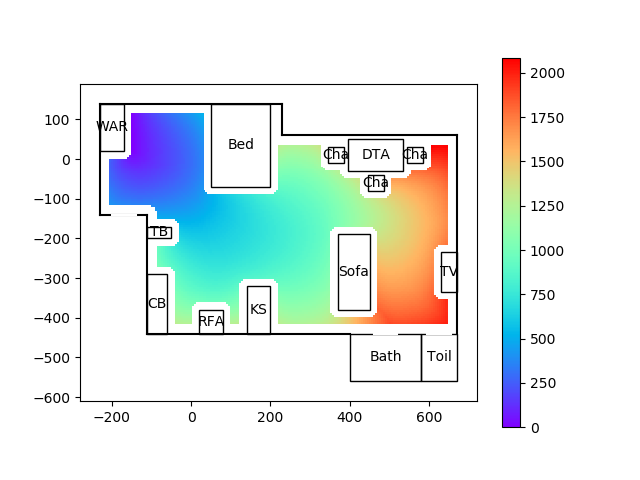 WAR
Bed
Cha
DTA
Cha
Cha
TB
Sofa
TV
CB
RFA
KS
Bath
Toil
100
0
−100
−200
−300
−400
−500
−600
−200
0
200
400
600
2000
1750
1500
1250
1000
750
500
250
0